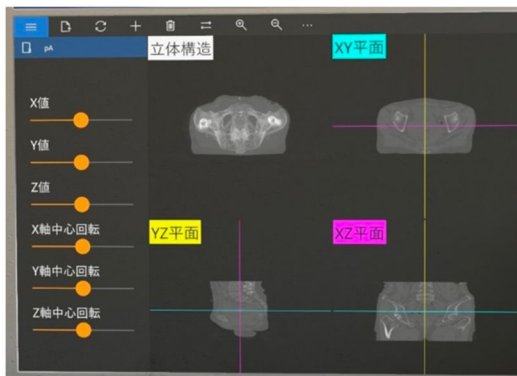 pA
立体構造
XY平面
X値
Y値
Z値
X軸中心回転
Y軸中心回転
Z軸中心回転
YZ平面
XZ平面